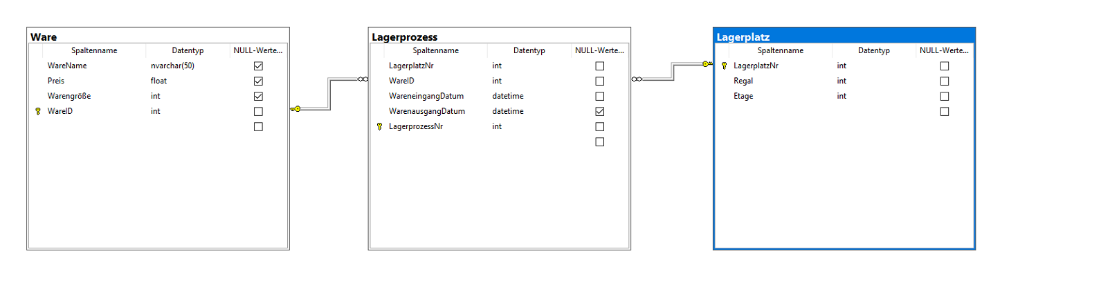 Ware
Spaltenname Datentyp NULL-Werte...
WareName nvarchar(50)
Preis float
Warengröße int
WareID int
Lagerprozess
Spaltenname Datentyp NULL-Werte...
LagerplatzNr int
WareID int
WareneingangDatum datetime
WarenausgangDatum datetime
LagerprozessNr int
Lagerplatz
Spaltenname Datentyp NULL-Werte...
LagerplatzNr int
Regal int
Etage int